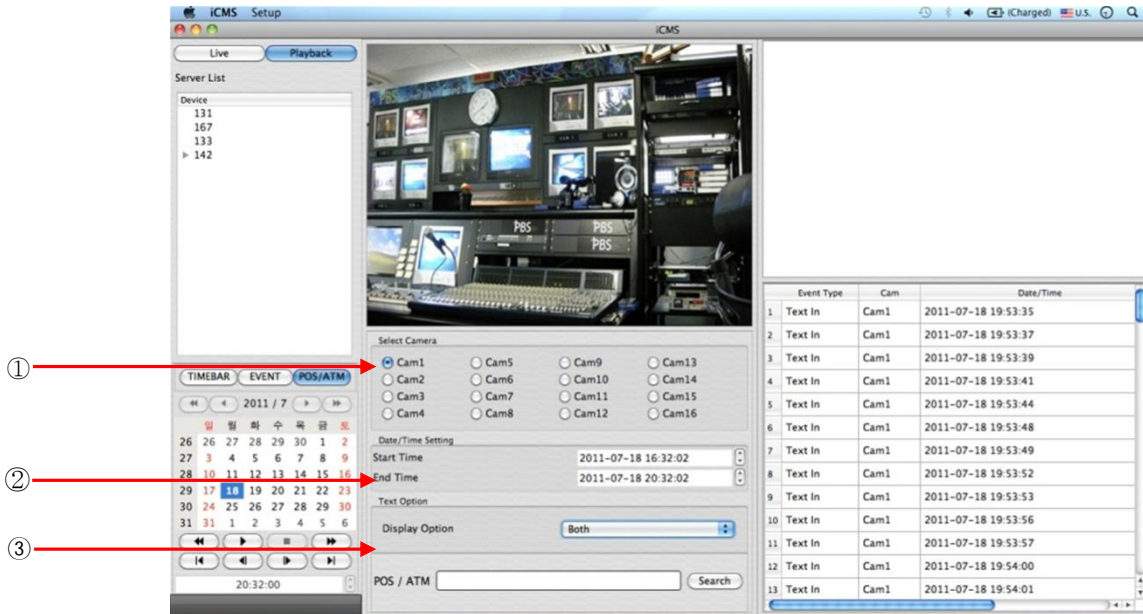 iCMS Setup (Charged) U.S.
iCMS
Live Playback
Server List
Device
131
167
133
142
PBS PBS
PBS
①
Select Camera
Cam1 Cam5 Cam9 Cam13
Cam2 Cam6 Cam10 Cam14
Cam3 Cam7 Cam11 Cam15
Cam4 Cam8 Cam12 Cam16
TIMEBAR EVENT POS/ATM
2011 / 7
일 월 화 수 목 금 토
26 26 27 28 29 30 1 2
27 3 4 5 6 7 8 9
28 10 11 12 13 14 15 16
29 17 18 19 20 21 22 23
30 24 25 26 27 28 29 30
31 31 1 2 3 4 5 6
20:32:00
②
Date/Time Setting
Start Time 2011-07-18 16:32:02
End Time 2011-07-18 20:32:02
③
Text Option
Display Option Both
POS / ATM Search
Event Type Cam Date/Time
1 Text In Cam1 2011-07-18 19:53:35
2 Text In Cam1 2011-07-18 19:53:37
3 Text In Cam1 2011-07-18 19:53:39
4 Text In Cam1 2011-07-18 19:53:41
5 Text In Cam1 2011-07-18 19:53:44
6 Text In Cam1 2011-07-18 19:53:48
7 Text In Cam1 2011-07-18 19:53:49
8 Text In Cam1 2011-07-18 19:53:52
9 Text In Cam1 2011-07-18 19:53:53
10 Text In Cam1 2011-07-18 19:53:56
11 Text In Cam1 2011-07-18 19:53:57
12 Text In Cam1 2011-07-18 19:54:00
13 Text In Cam1 2011-07-18 19:54:01